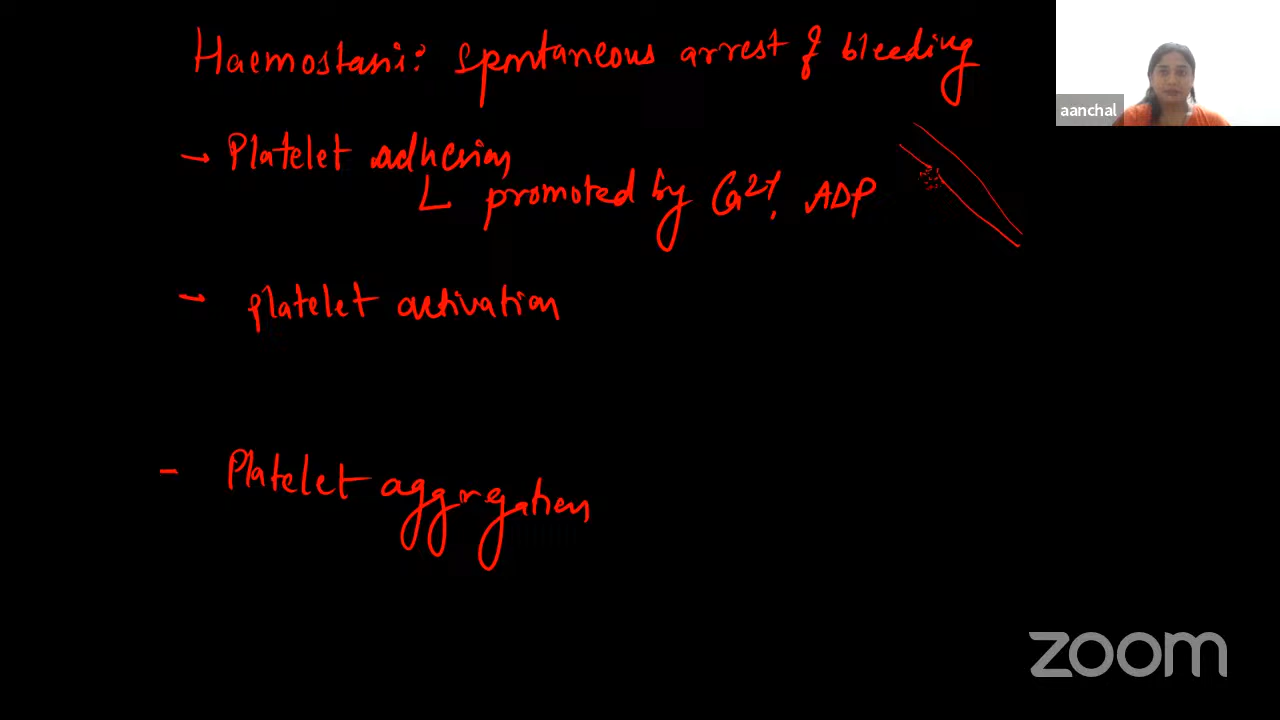 Haemostasis: spontaneous arrest of bleeding
aanchal
→ Platelet adhesion
promoted by Ca²⁺, ADP
- platelet activation
- Platelet aggregation
zoom